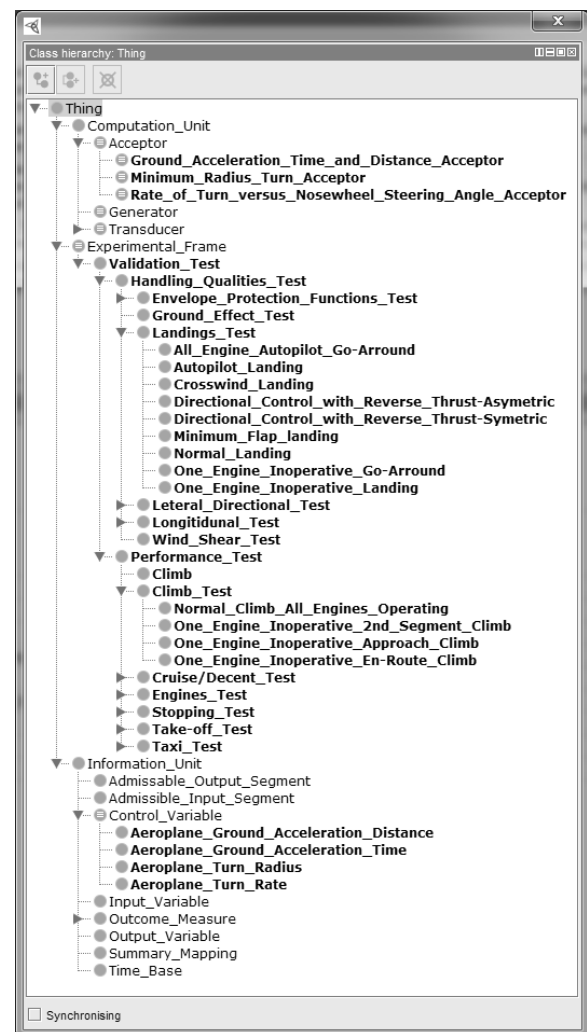 Class hierarchy: Thing
Thing
Computation_Unit
Acceptor
Ground_Acceleration_Time_and_Distance_Acceptor
Minimum_Radius_Turn_Acceptor
Rate_of_Turn_versus_Nosewheel_Steering_Angle_Acceptor
Generator
Transducer
Experimental_Frame
Validation_Test
Handling_Qualities_Test
Envelope_Protection_Functions_Test
Ground_Effect_Test
Landings_Test
All_Engine_Autopilot_Go-Arround
Autopilot_Landing
Crosswind_Landing
Directional_Control_with_Reverse_Thrust-Asymetric
Directional_Control_with_Reverse_Thrust-Symetric
Minimum_Flap_landing
Normal_Landing
One_Engine_Inoperative_Go-Arround
One_Engine_Inoperative_Landing
Leteral_Directional_Test
Longitidunal_Test
Wind_Shear_Test
Performance_Test
Climb
Climb_Test
Normal_Climb_All_Engines_Operating
One_Engine_Inoperative_2nd_Segment_Climb
One_Engine_Inoperative_Approach_Climb
One_Engine_Inoperative_En-Route_Climb
Cruise/Decent_Test
Engines_Test
Stopping_Test
Take-off_Test
Taxi_Test
Information_Unit
Admissable_Output_Segment
Admissible_Input_Segment
Control_Variable
Aeroplane_Ground_Acceleration_Distance
Aeroplane_Ground_Acceleration_Time
Aeroplane_Turn_Radius
Aeroplane_Turn_Rate
Input_Variable
Outcome_Measure
Output_Variable
Summary_Mapping
Time_Base
Synchronising